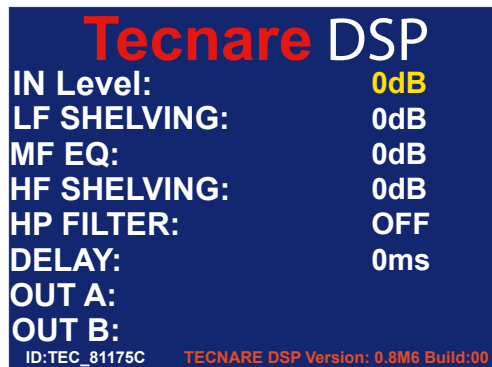 Tecnare DSP
IN Level: 0dB
LF SHELVING: 0dB
MF EQ: 0dB
HF SHELVING: 0dB
HP FILTER: OFF
DELAY: 0ms
OUT A:
OUT B:
ID:TEC_81175C TECNARE DSP Version: 0.8M6 Build:00